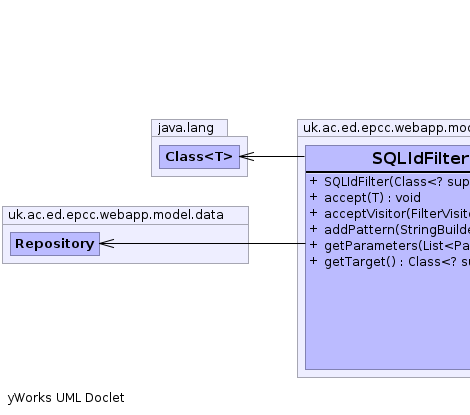 java.lang
Class<T>
uk.ac.ed.epcc.webapp.model.data
Repository
uk.ac.ed.epcc.webapp.mod
SQLIdFilter
+ SQLIdFilter(Class<? sup
+ accept(T) : void
+ acceptVisitor(FilterVisito
+ addPattern(StringBuilde
+ getParameters(List<Pa
+ getTarget() : Class<? su
yWorks UML Doclet